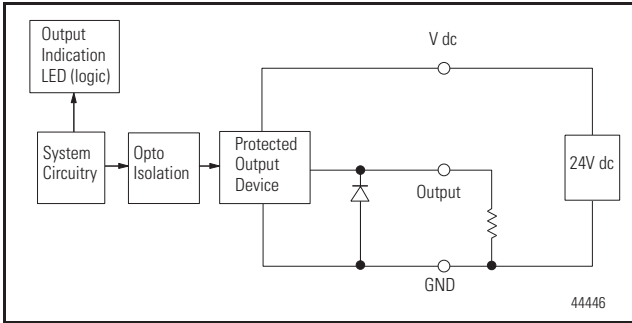 Output
Indication
LED (logic)
System
Circuitry
Opto
Isolation
Protected
Output
Device
V dc
Output
GND
24V dc
44446